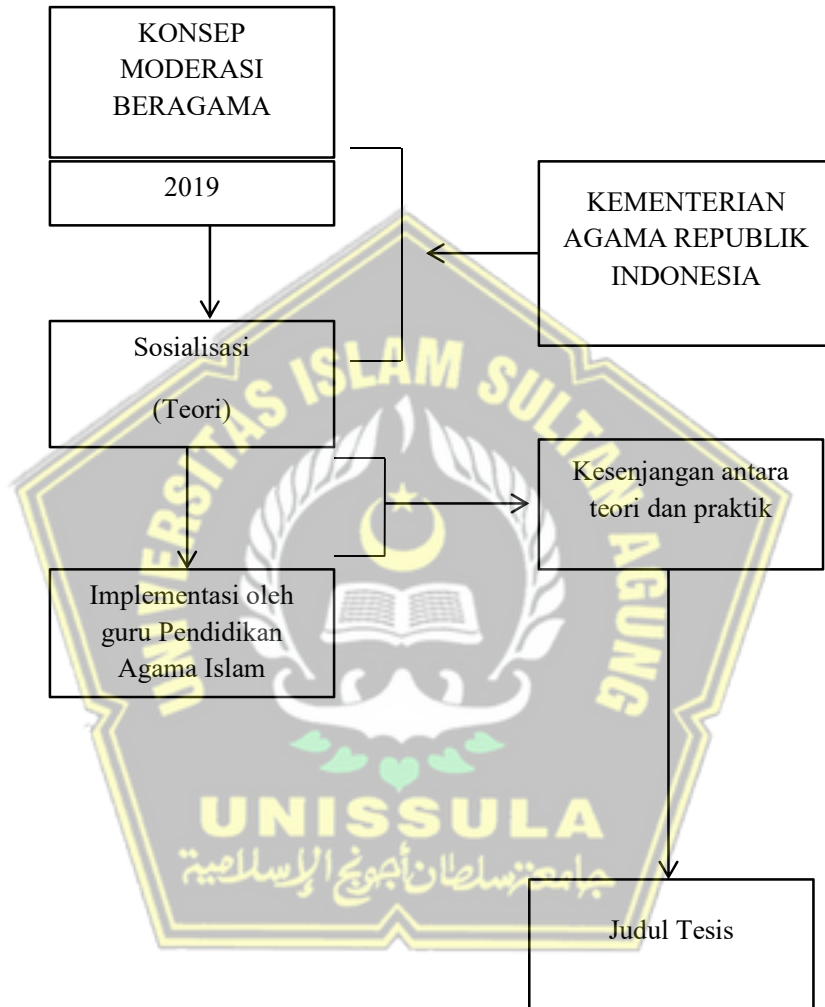 KONSEP
MODERASI
BERAGAMA
2019
KEMENTERIAN
AGAMA REPUBLIK
INDONESIA
Sosialisasi
(Teori)
Kesenjangan antara
teori dan praktik
Implementasi oleh
guru Pendidikan
Agama Islam
Judul Tesis
UNIVERSITAS ISLAM SULTAN AGUNG
UNISSULA
جامعة سلطان أجونج الإسلامية